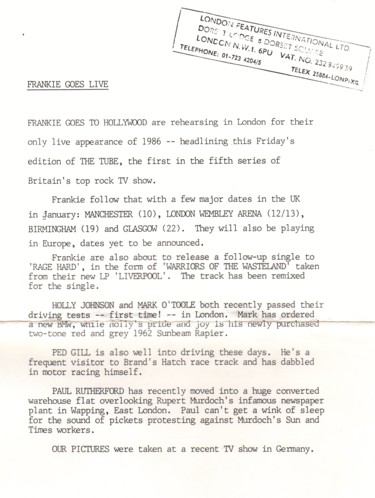 LONDON FEATURES INTERNATIONAL LTD
DORSET 8 DORSET SQUARE
LONDON N.W.1. 6PU VAT. NO. 232
TELEPHONE: 01-723 4204/5 TELEX
FRANKIE GOES LIVE
FRANKIE GOES TO HOLLYWOOD are rehearsing in London for their
only live appearance of 1986 -- headlining this Friday's
edition of THE TUBE, the first in the fifth series of
Britain's top rock TV show.
Frankie follow that with a few major dates in the UK
in January: MANCHESTER (10), LONDON WEMBLEY ARENA (12/13),
BIRMINGHAM (19) and GLASGOW (22). They will also be playing
in Europe, dates yet to be announced.
Frankie are also about to release a follow-up single to
'RAGE HARD', in the form of 'WARRIORS OF THE WASTELAND' taken
from their new LP 'LIVERPOOL'. The track has been remixed
for the single.
HOLLY JOHNSON and MARK O'TOOLE both recently passed their
driving tests -- first time! -- in London. Mark has ordered
a new BMW, while Holly's pride and joy is his newly purchased
two-tone red and grey 1962 Sunbeam Rapier.
PED GILL is also well into driving these days. He's a
frequent visitor to Brand's Hatch race track and has dabbled
in motor racing himself.
PAUL RUTHERFORD has recently moved into a huge converted
warehouse flat overlooking Rupert Murdoch's infamous newspaper
plant in Wapping, East London. Paul can't get a wink of sleep
for the sound of pickets protesting against Murdoch's Sun and
Times workers.
OUR PICTURES were taken at a recent TV show in Germany.